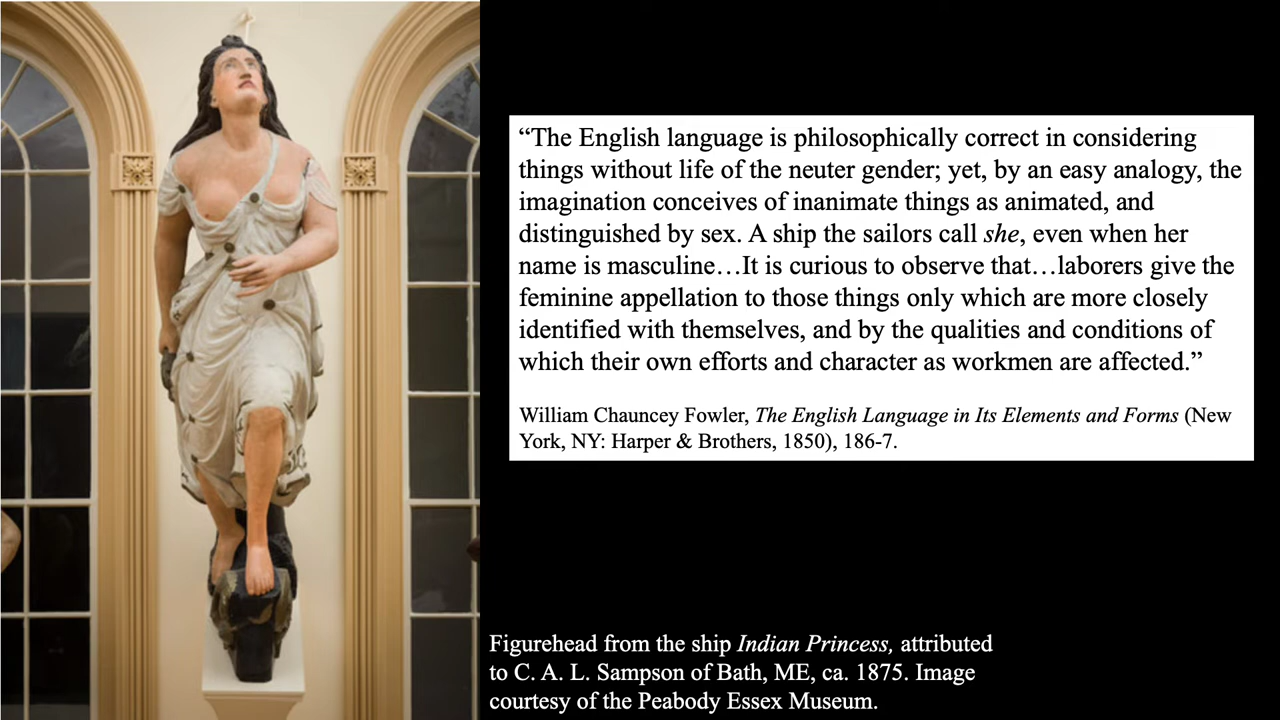 “The English language is philosophically correct in considering
things without life of the neuter gender; yet, by an easy analogy, the
imagination conceives of inanimate things as animated, and
distinguished by sex. A ship the sailors call she, even when her
name is masculine…It is curious to observe that…laborers give the
feminine appellation to those things only which are more closely
identified with themselves, and by the qualities and conditions of
which their own efforts and character as workmen are affected.”
William Chauncey Fowler, The English Language in Its Elements and Forms (New
York, NY: Harper & Brothers, 1850), 186-7.
Figurehead from the ship Indian Princess, attributed
to C. A. L. Sampson of Bath, ME, ca. 1875. Image
courtesy of the Peabody Essex Museum.